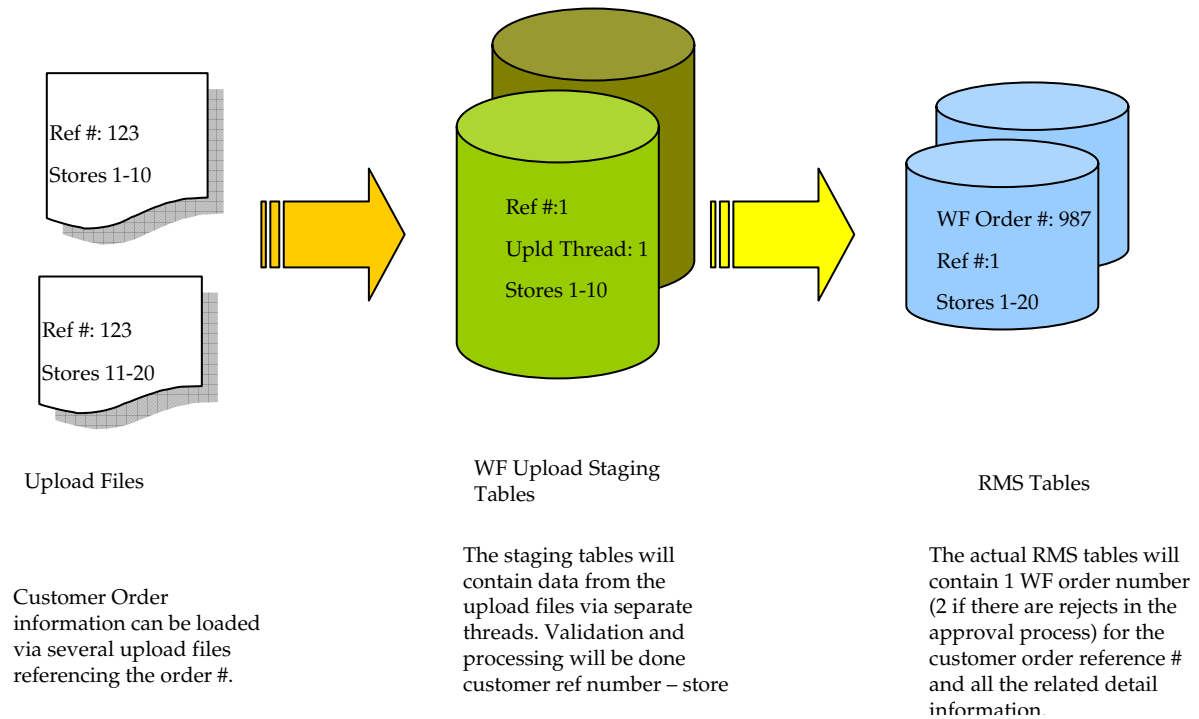 Ref #: 123
Stores 1-10
Ref #: 123
Stores 11-20
Upload Files
Customer Order
information can be loaded
via several upload files
referencing the order #.
Ref #:1
Upld Thread: 1
Stores 1-10
WF Upload Staging
Tables
The staging tables will
contain data from the
upload files via separate
threads. Validation and
processing will be done
customer ref number – store
WF Order #: 987
Ref #:1
Stores 1-20
RMS Tables
The actual RMS tables will
contain 1 WF order number
(2 if there are rejects in the
approval process) for the
customer order reference #
and all the related detail
information.